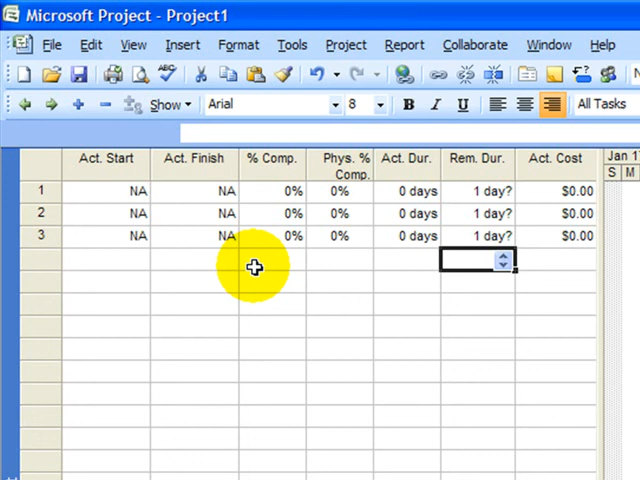 Microsoft Project - Project1
File Edit View Insert Format Tools Project Report Collaborate Window Help
ABC
Show Arial 8 B I U All Tasks
Act. Start Act. Finish % Comp. Phys. % Comp. Act. Dur. Rem. Dur. Act. Cost Jan 1
S M
1 NA NA 0% 0% 0 days 1 day? $0.00
2 NA NA 0% 0% 0 days 1 day? $0.00
3 NA NA 0% 0% 0 days 1 day? $0.00